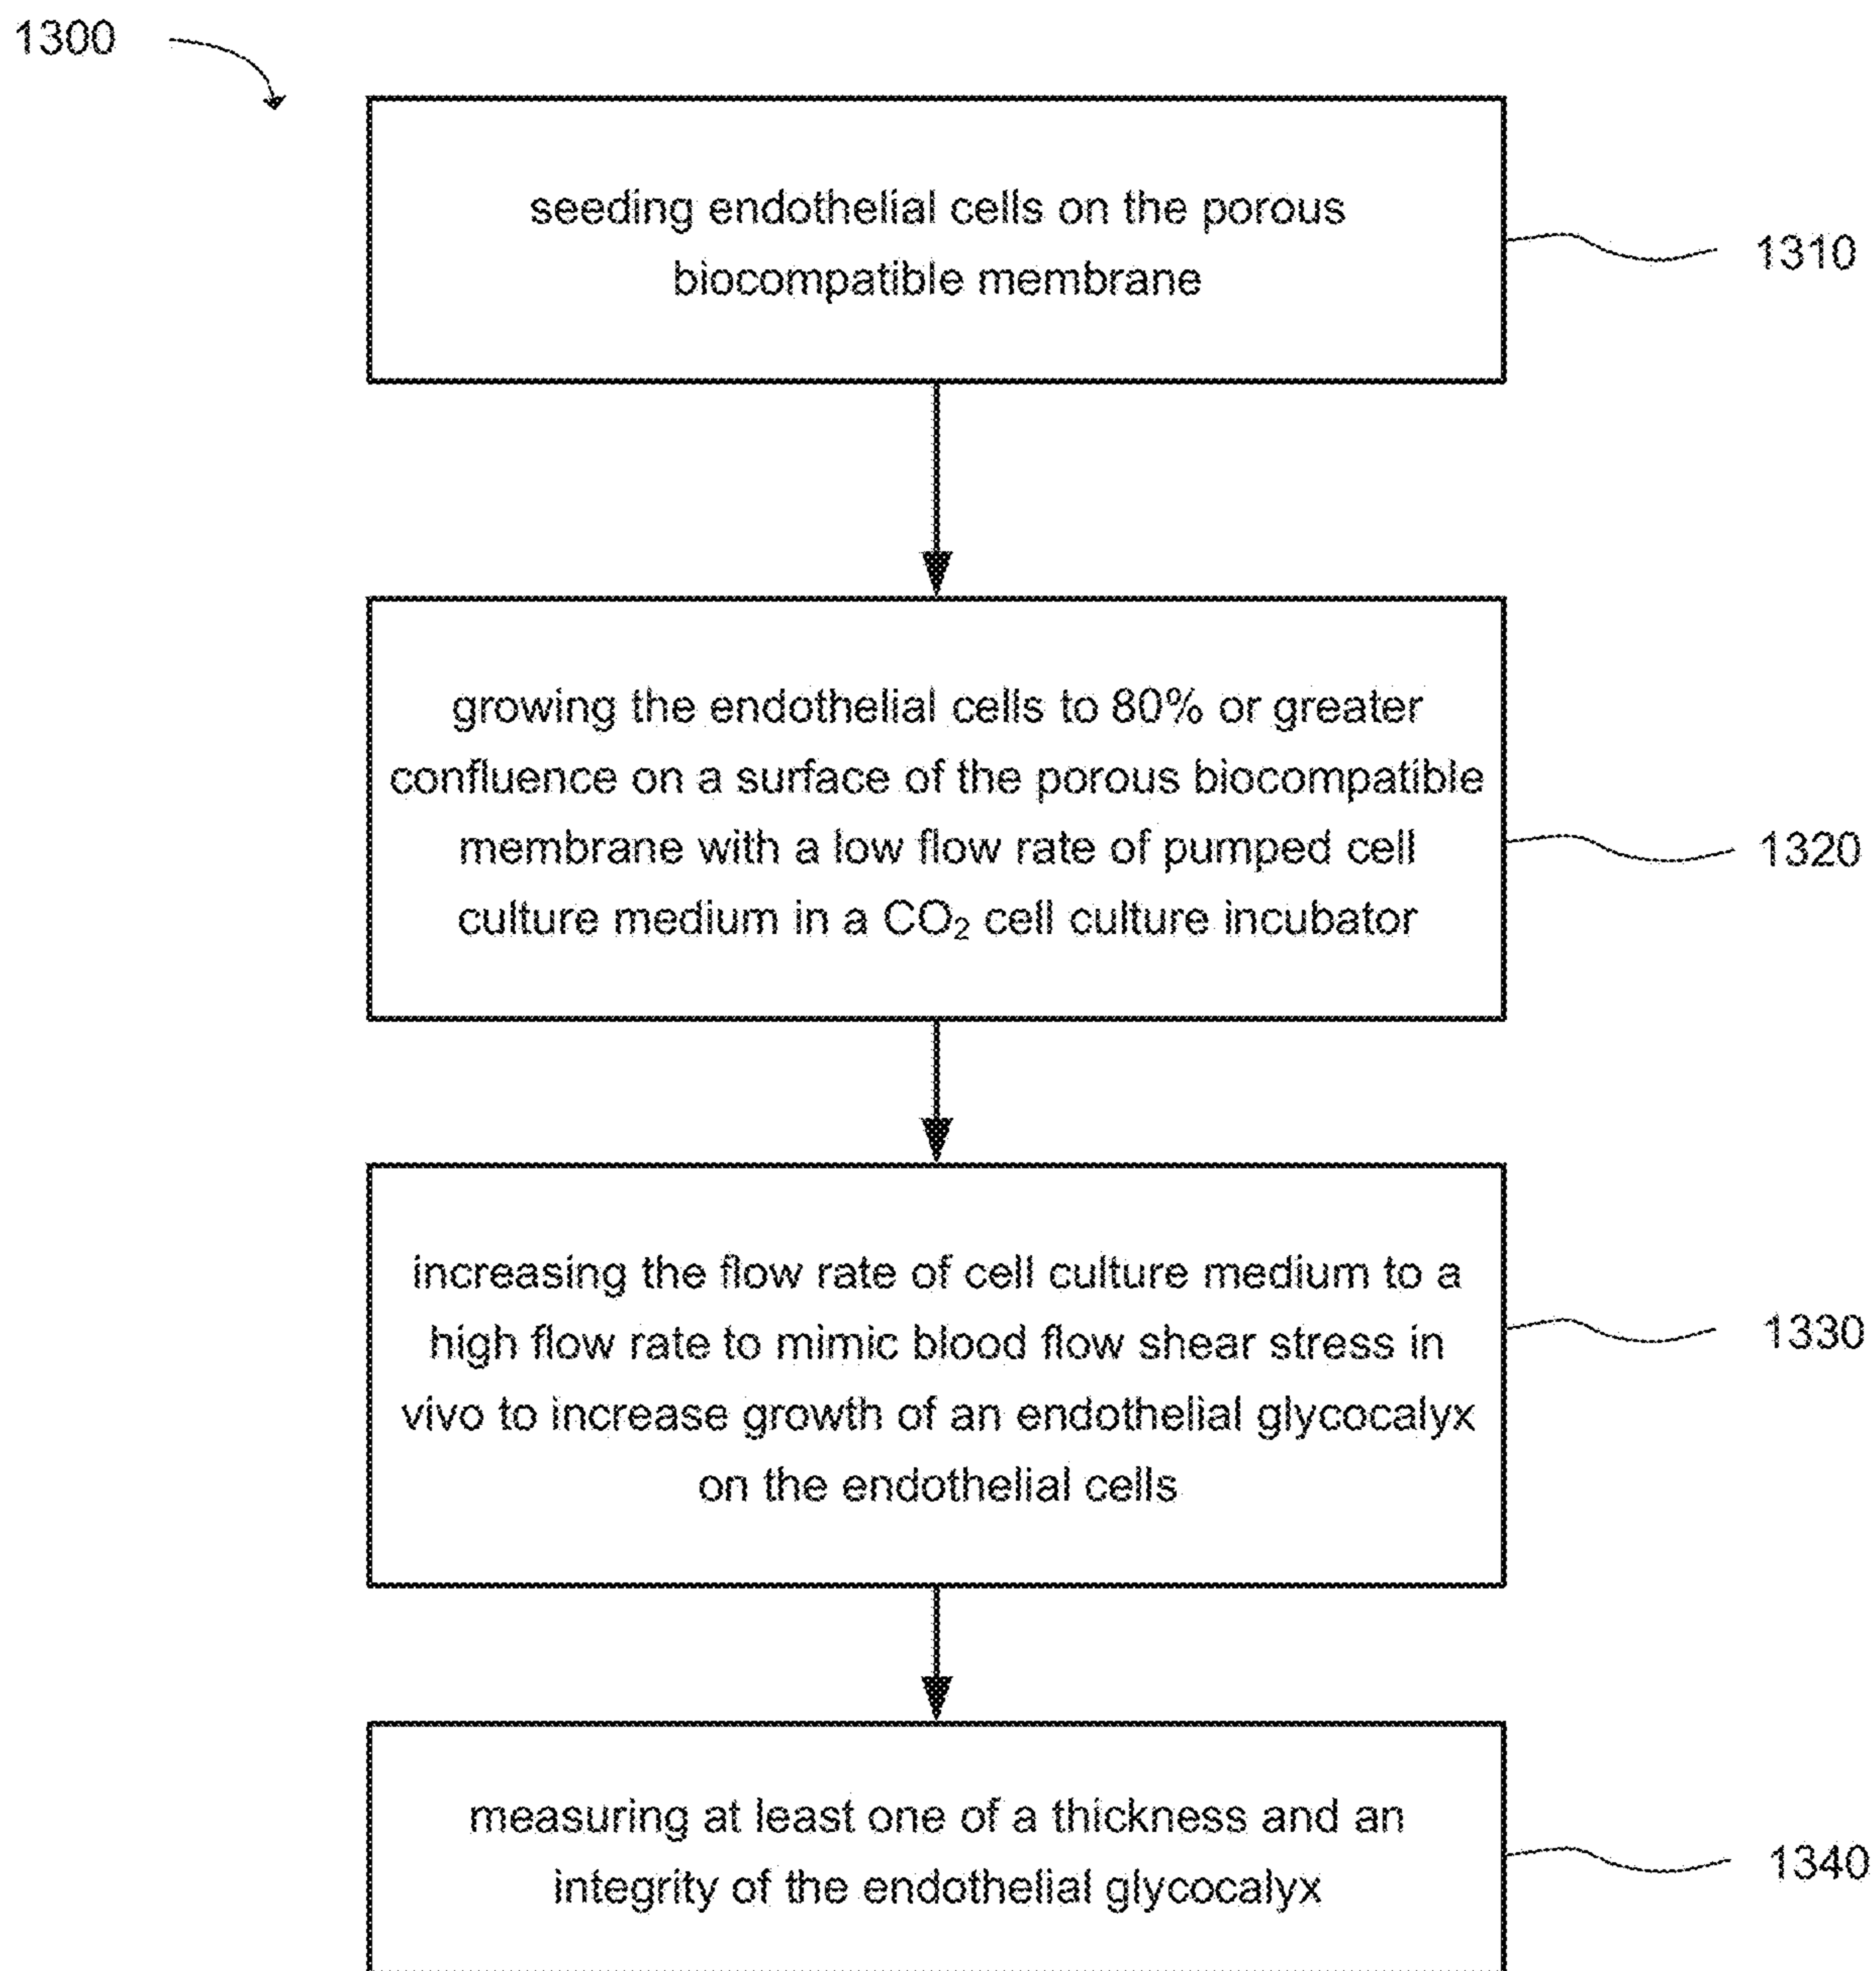 1300
seeding endothelial cells on the porous
biocompatible membrane
1310
growing the endothelial cells to 80% or greater
confluence on a surface of the porous biocompatible
membrane with a low flow rate of pumped cell
culture medium in a CO₂ cell culture incubator
1320
increasing the flow rate of cell culture medium to a
high flow rate to mimic blood flow shear stress in
vivo to increase growth of an endothelial glycocalyx
on the endothelial cells
1330
measuring at least one of a thickness and an
integrity of the endothelial glycocalyx
1340